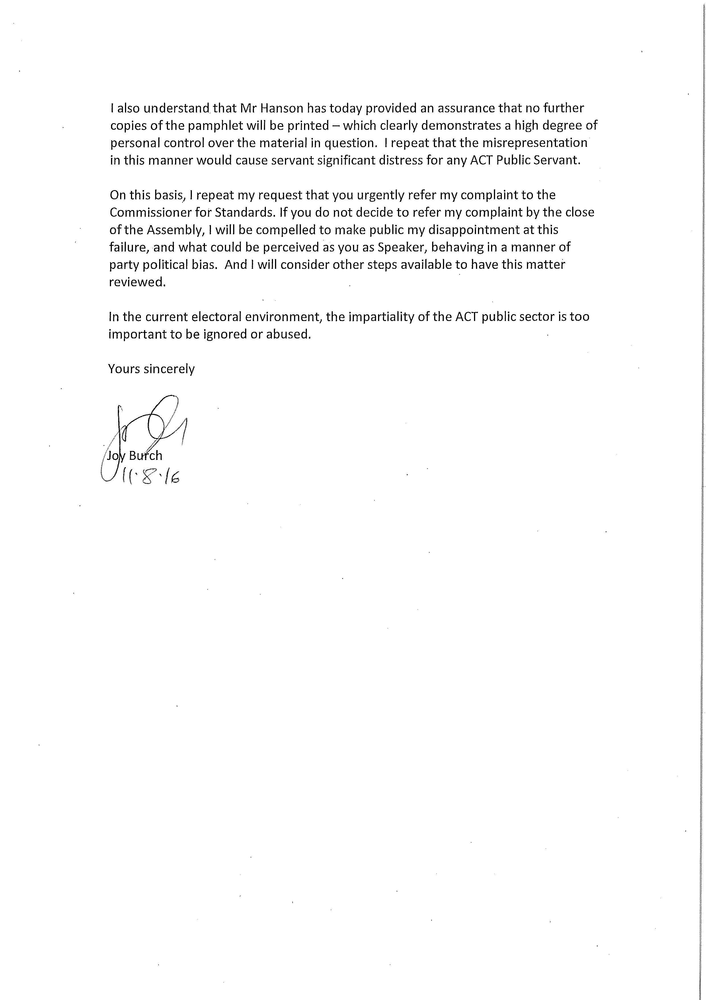 I also understand that Mr Hanson has today provided an assurance that no further
copies of the pamphlet will be printed – which clearly demonstrates a high degree of
personal control over the material in question.  I repeat that the misrepresentation
in this manner would cause servant significant distress for any ACT Public Servant.
On this basis, I repeat my request that you urgently refer my complaint to the
Commissioner for Standards. If you do not decide to refer my complaint by the close
of the Assembly, I will be compelled to make public my disappointment at this
failure, and what could be perceived as you as Speaker, behaving in a manner of
party political bias.  And I will consider other steps available to have this matter
reviewed.
In the current electoral environment, the impartiality of the ACT public sector is too
important to be ignored or abused.
Yours sincerely
Joy Burch
11.8.16